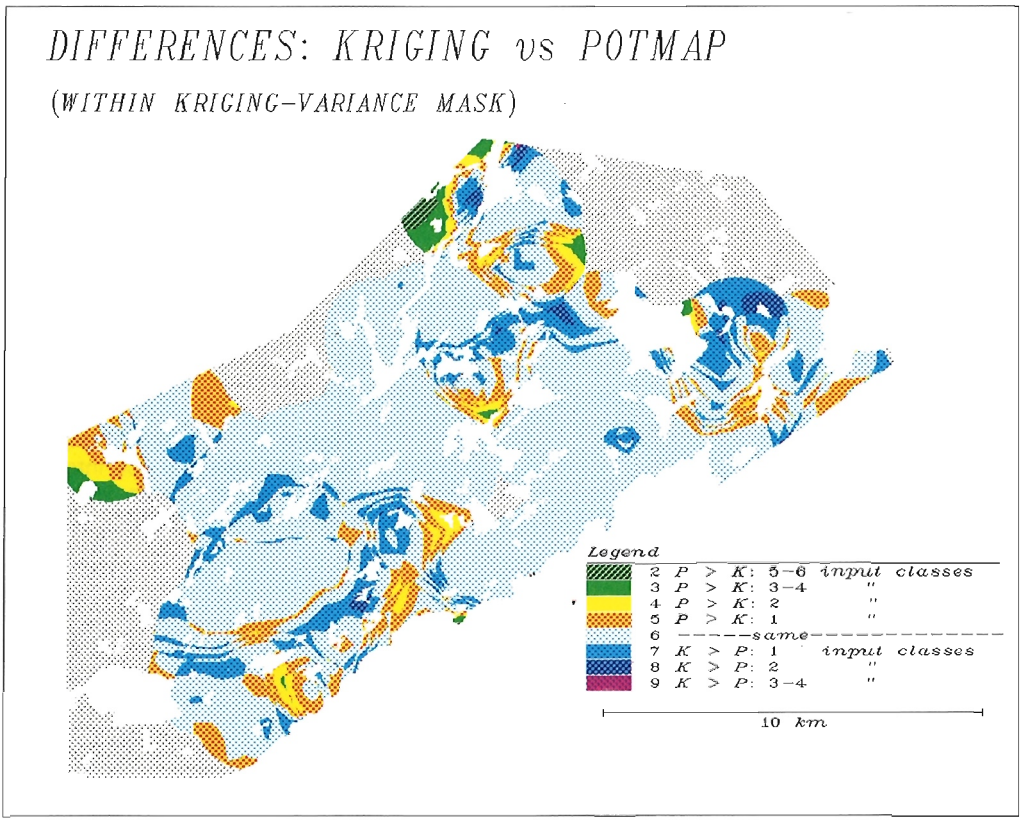 DIFFERENCES: KRIGING vs POTMAP
(WITHIN KRIGING-VARIANCE MASK)
Legend
2 P > K: 5-6 input classes
3 P > K: 3-4 "
4 P > K: 2 "
5 P > K: 1 "
6 -----same---------------
7 K > P: 1 input classes
8 K > P: 2 "
9 K > P: 3-4 "
10 km